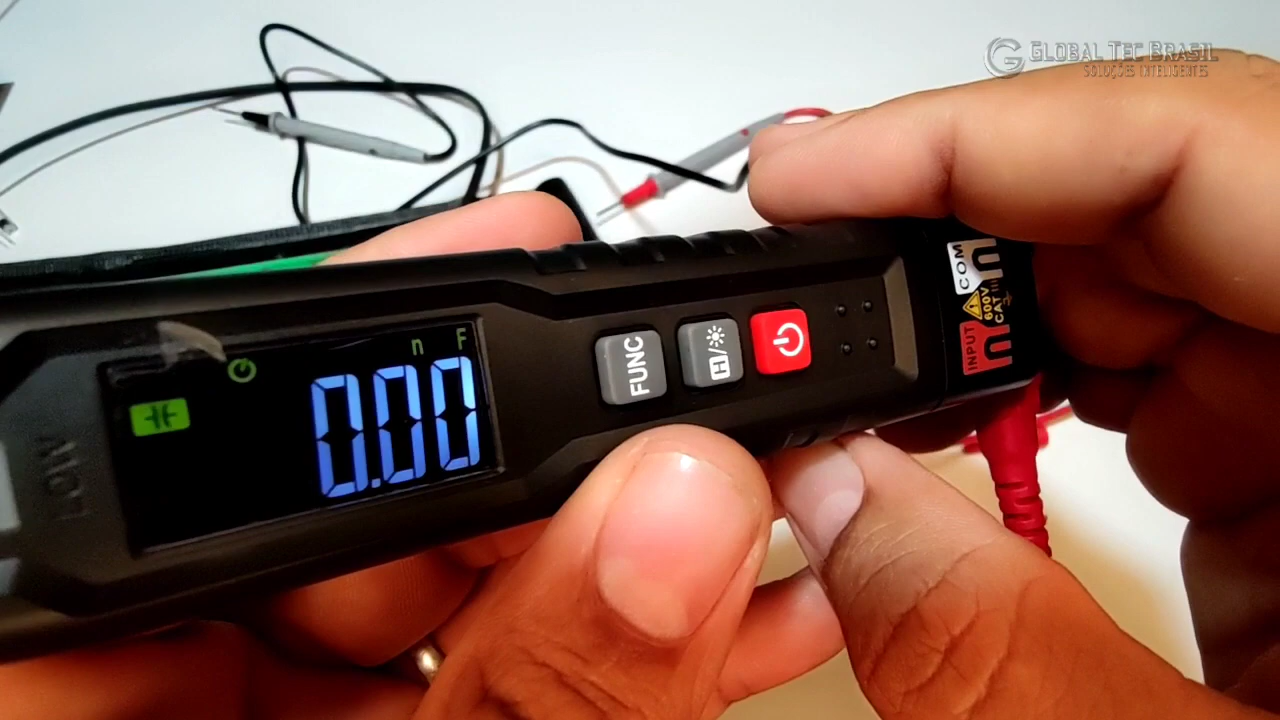 GLOBAL TEC BRASIL
SOLUÇÕES INTELIGENTES
n F
0.00
FUNC
H/
COM
600V
CAT III
INPUT